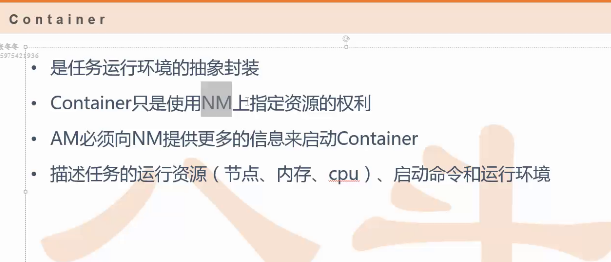 Container
是任务运行环境的抽象封装
Container只是使用NM上指定资源的权利
AM必须向NM提供更多的信息来启动Container
描述任务的运行资源（节点、内存、cpu）、启动命令和运行环境
八斗